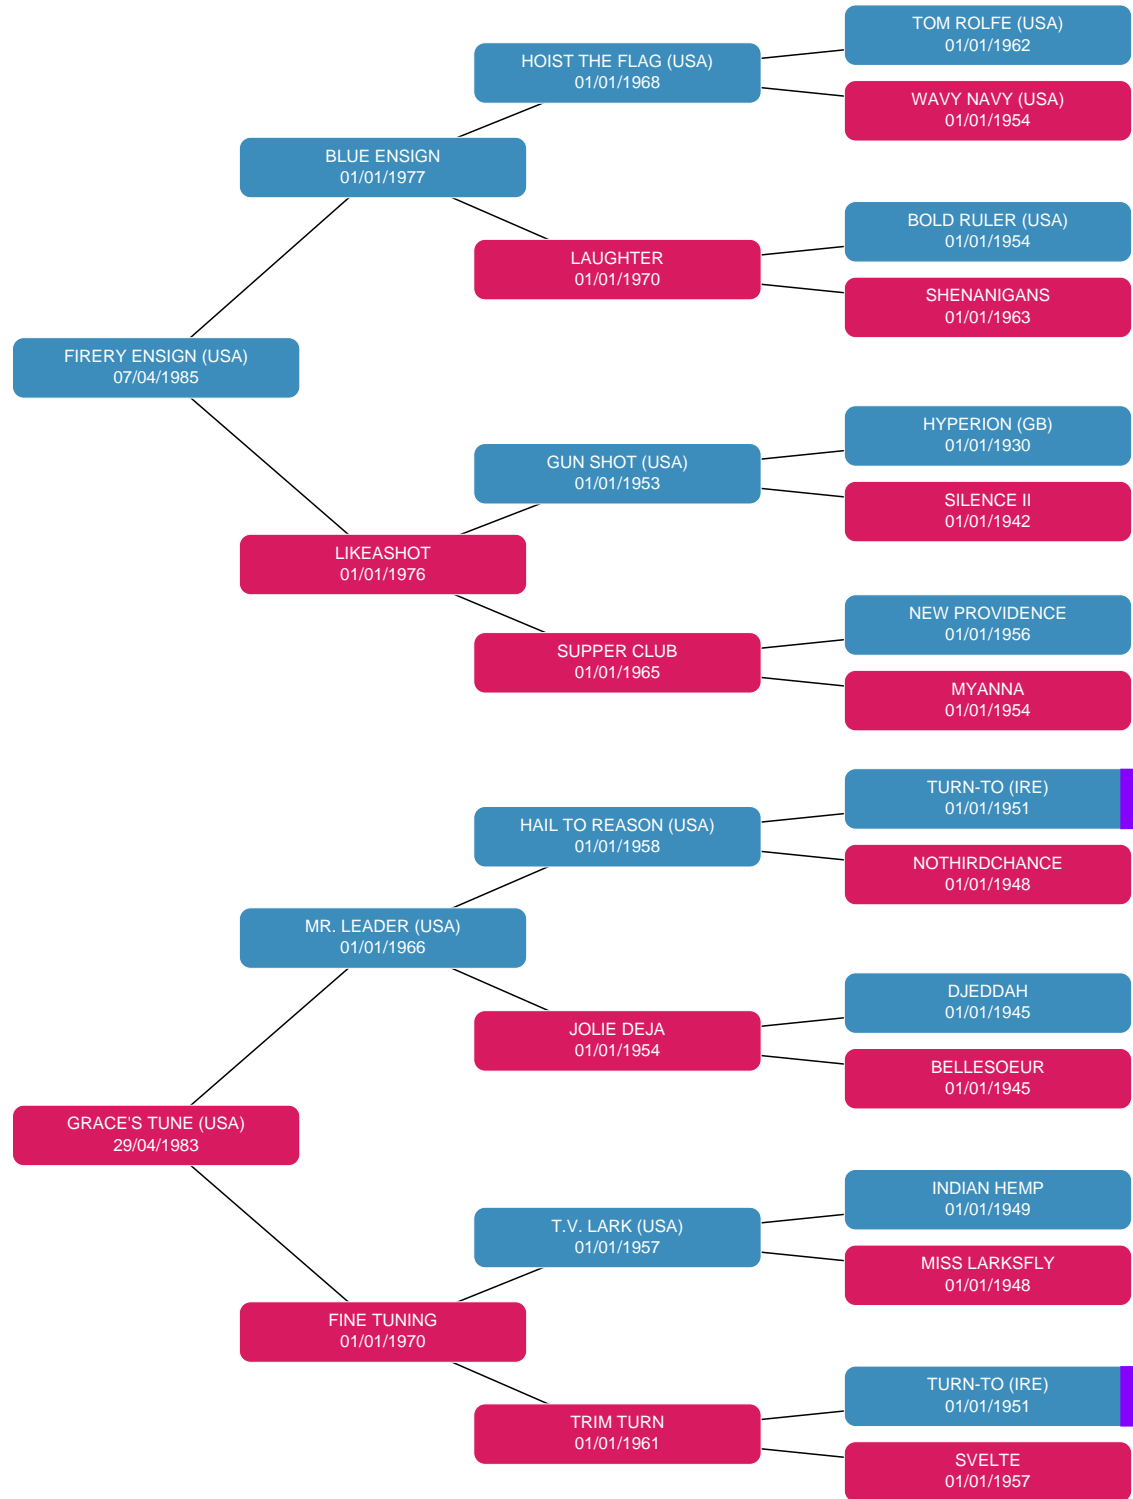 TOM ROLFE (USA)
01/01/1962
HOIST THE FLAG (USA)
01/01/1968
WAVY NAVY (USA)
01/01/1954
BLUE ENSIGN
01/01/1977
BOLD RULER (USA)
01/01/1954
LAUGHTER
01/01/1970
SHENANIGANS
01/01/1963
FIRERY ENSIGN (USA)
07/04/1985
HYPERION (GB)
01/01/1930
GUN SHOT (USA)
01/01/1953
SILENCE II
01/01/1942
LIKEASHOT
01/01/1976
NEW PROVIDENCE
01/01/1956
SUPPER CLUB
01/01/1965
MYANNA
01/01/1954
TURN-TO (IRE)
01/01/1951
HAIL TO REASON (USA)
01/01/1958
NOTHIRDCHANCE
01/01/1948
MR. LEADER (USA)
01/01/1966
DJEDDAH
01/01/1945
JOLIE DEJA
01/01/1954
BELLESOEUR
01/01/1945
GRACE'S TUNE (USA)
29/04/1983
INDIAN HEMP
01/01/1949
T.V. LARK (USA)
01/01/1957
MISS LARKSFLY
01/01/1948
FINE TUNING
01/01/1970
TURN-TO (IRE)
01/01/1951
TRIM TURN
01/01/1961
SVELTE
01/01/1957